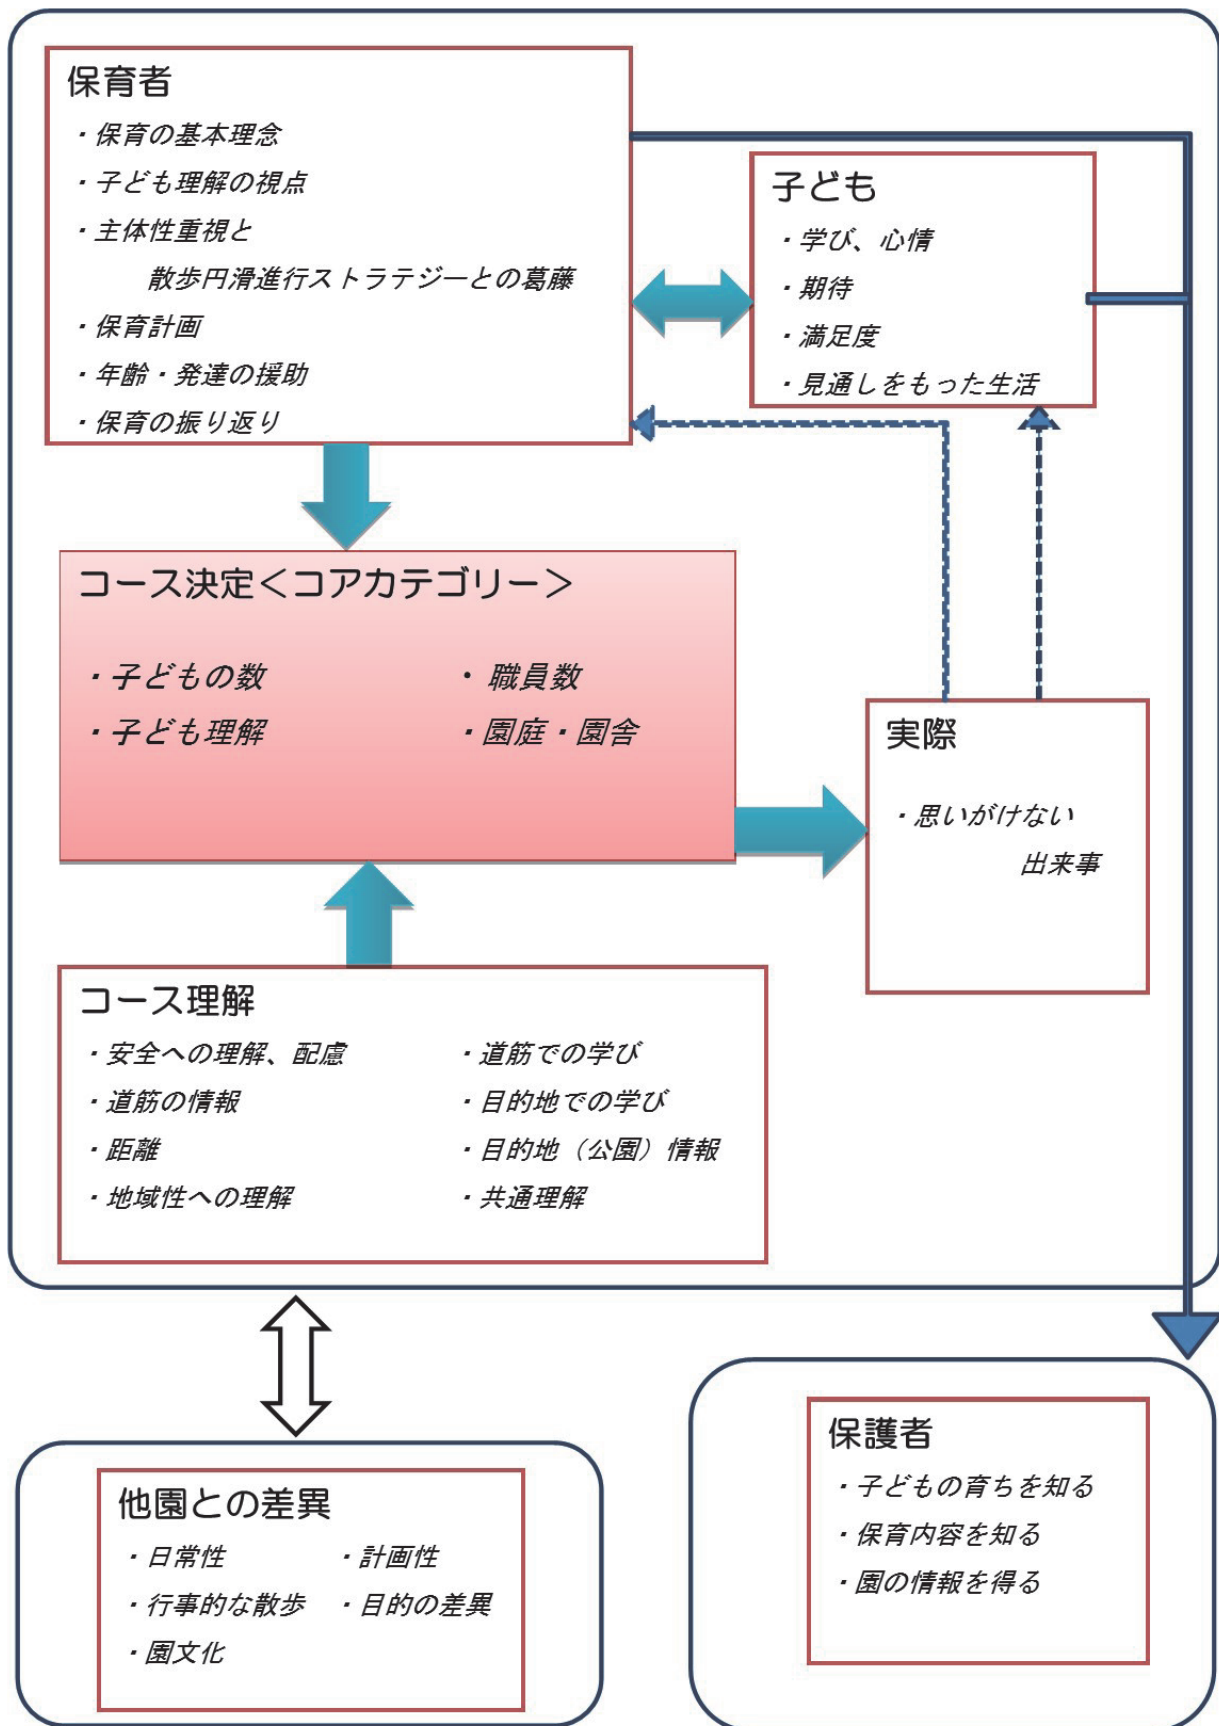 保育者
・保育の基本理念
・子ども理解の視点
・主体性重視と
散歩円滑進行ストラテジーとの葛藤
・保育計画
・年齢・発達の援助
・保育の振り返り
子ども
・学び、心情
・期待
・満足度
・見通しをもった生活
コース決定＜コアカテゴリー＞
・子どもの数
・職員数
・子ども理解
・園庭・園舎
実際
・思いがけない
出来事
コース理解
・安全への理解、配慮
・道筋での学び
・道筋の情報
・目的地での学び
・距離
・目的地（公園）情報
・地域性への理解
・共通理解
他園との差異
・日常性
・計画性
・行事的な散歩
・目的の差異
・園文化
保護者
・子どもの育ちを知る
・保育内容を知る
・園の情報を得る